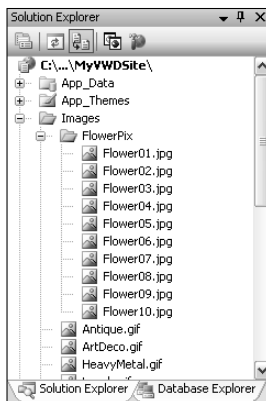 Solution Explorer
C:\...\MyVWDSite\
App_Data
App_Themes
Images
FlowerPix
Flower01.jpg
Flower02.jpg
Flower03.jpg
Flower04.jpg
Flower05.jpg
Flower06.jpg
Flower07.jpg
Flower08.jpg
Flower09.jpg
Flower10.jpg
Antique.gif
ArtDeco.gif
HeavyMetal.gif
Solution Explorer Database Explorer